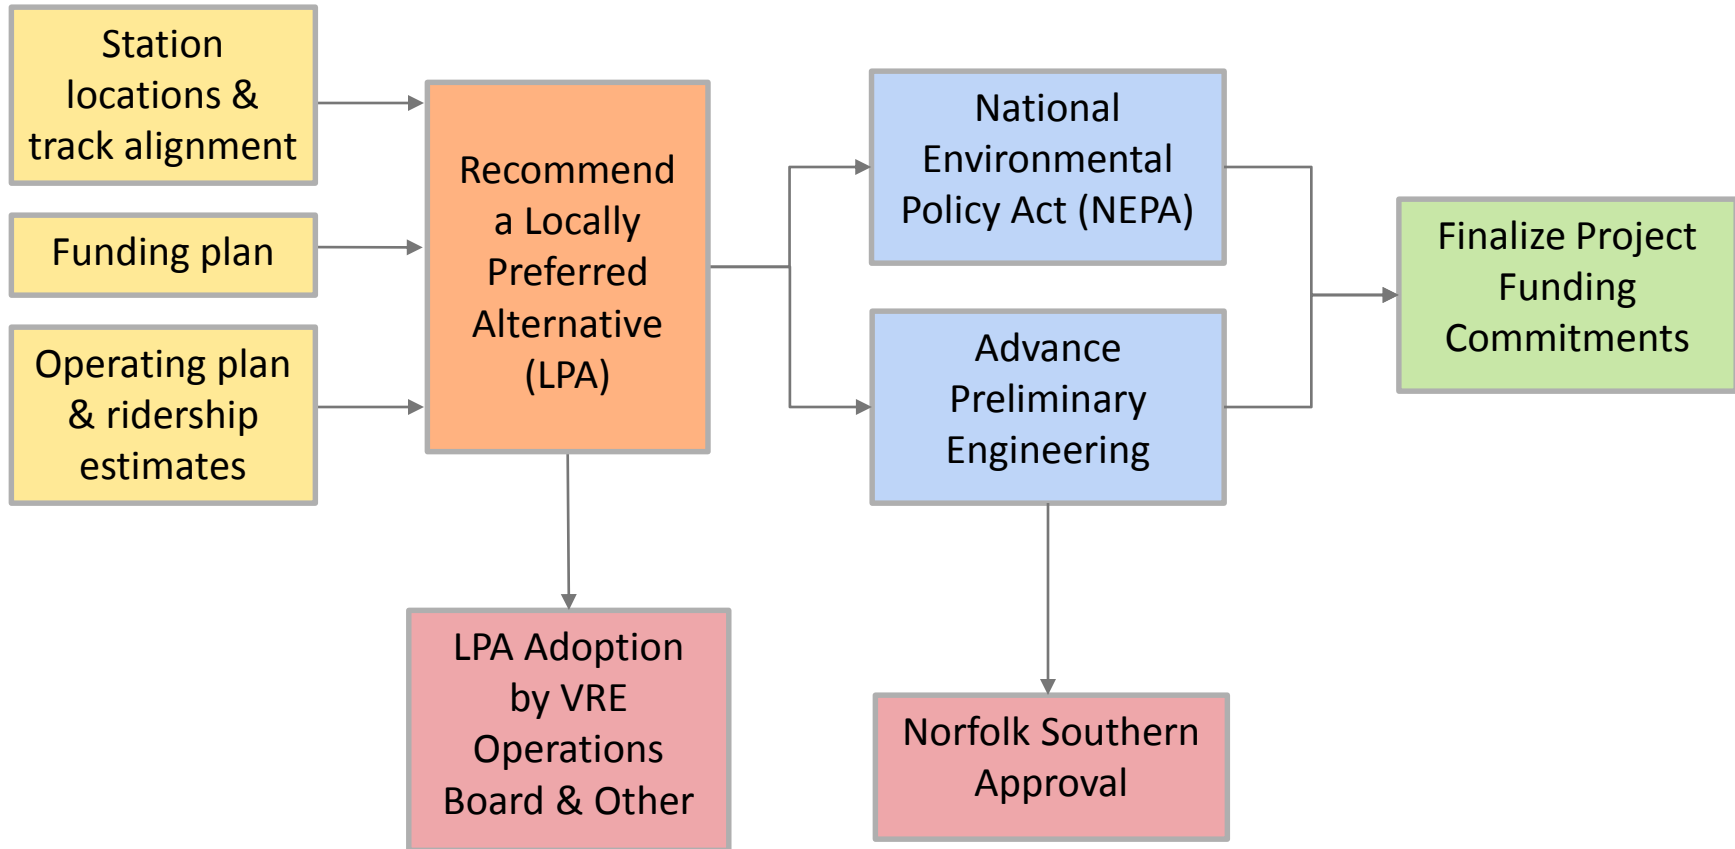 Station
locations &
track alignment
Funding plan
Operating plan
& ridership
estimates
Recommend
a Locally
Preferred
Alternative
(LPA)
LPA Adoption
by VRE
Operations
Board & Other
National
Environmental
Policy Act (NEPA)
Advance
Preliminary
Engineering
Norfolk Southern
Approval
Finalize Project
Funding
Commitments